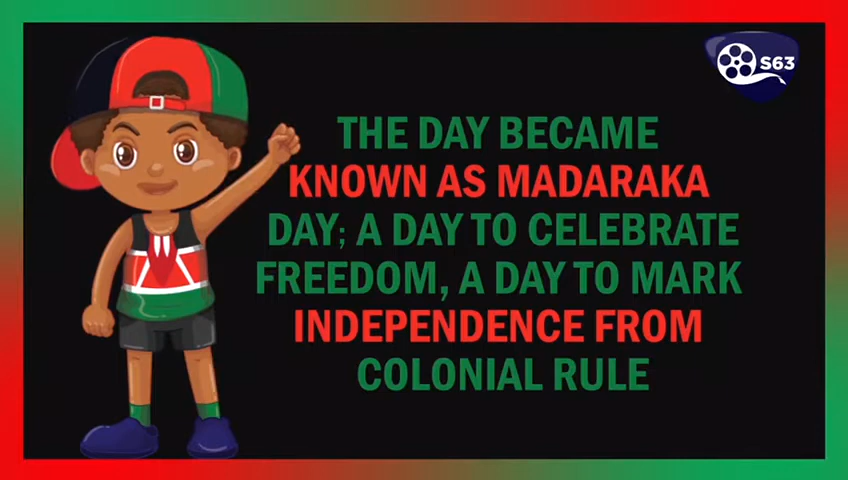 S63
THE DAY BECAME
KNOWN AS MADARAKA
DAY; A DAY TO CELEBRATE
FREEDOM, A DAY TO MARK
INDEPENDENCE FROM
COLONIAL RULE